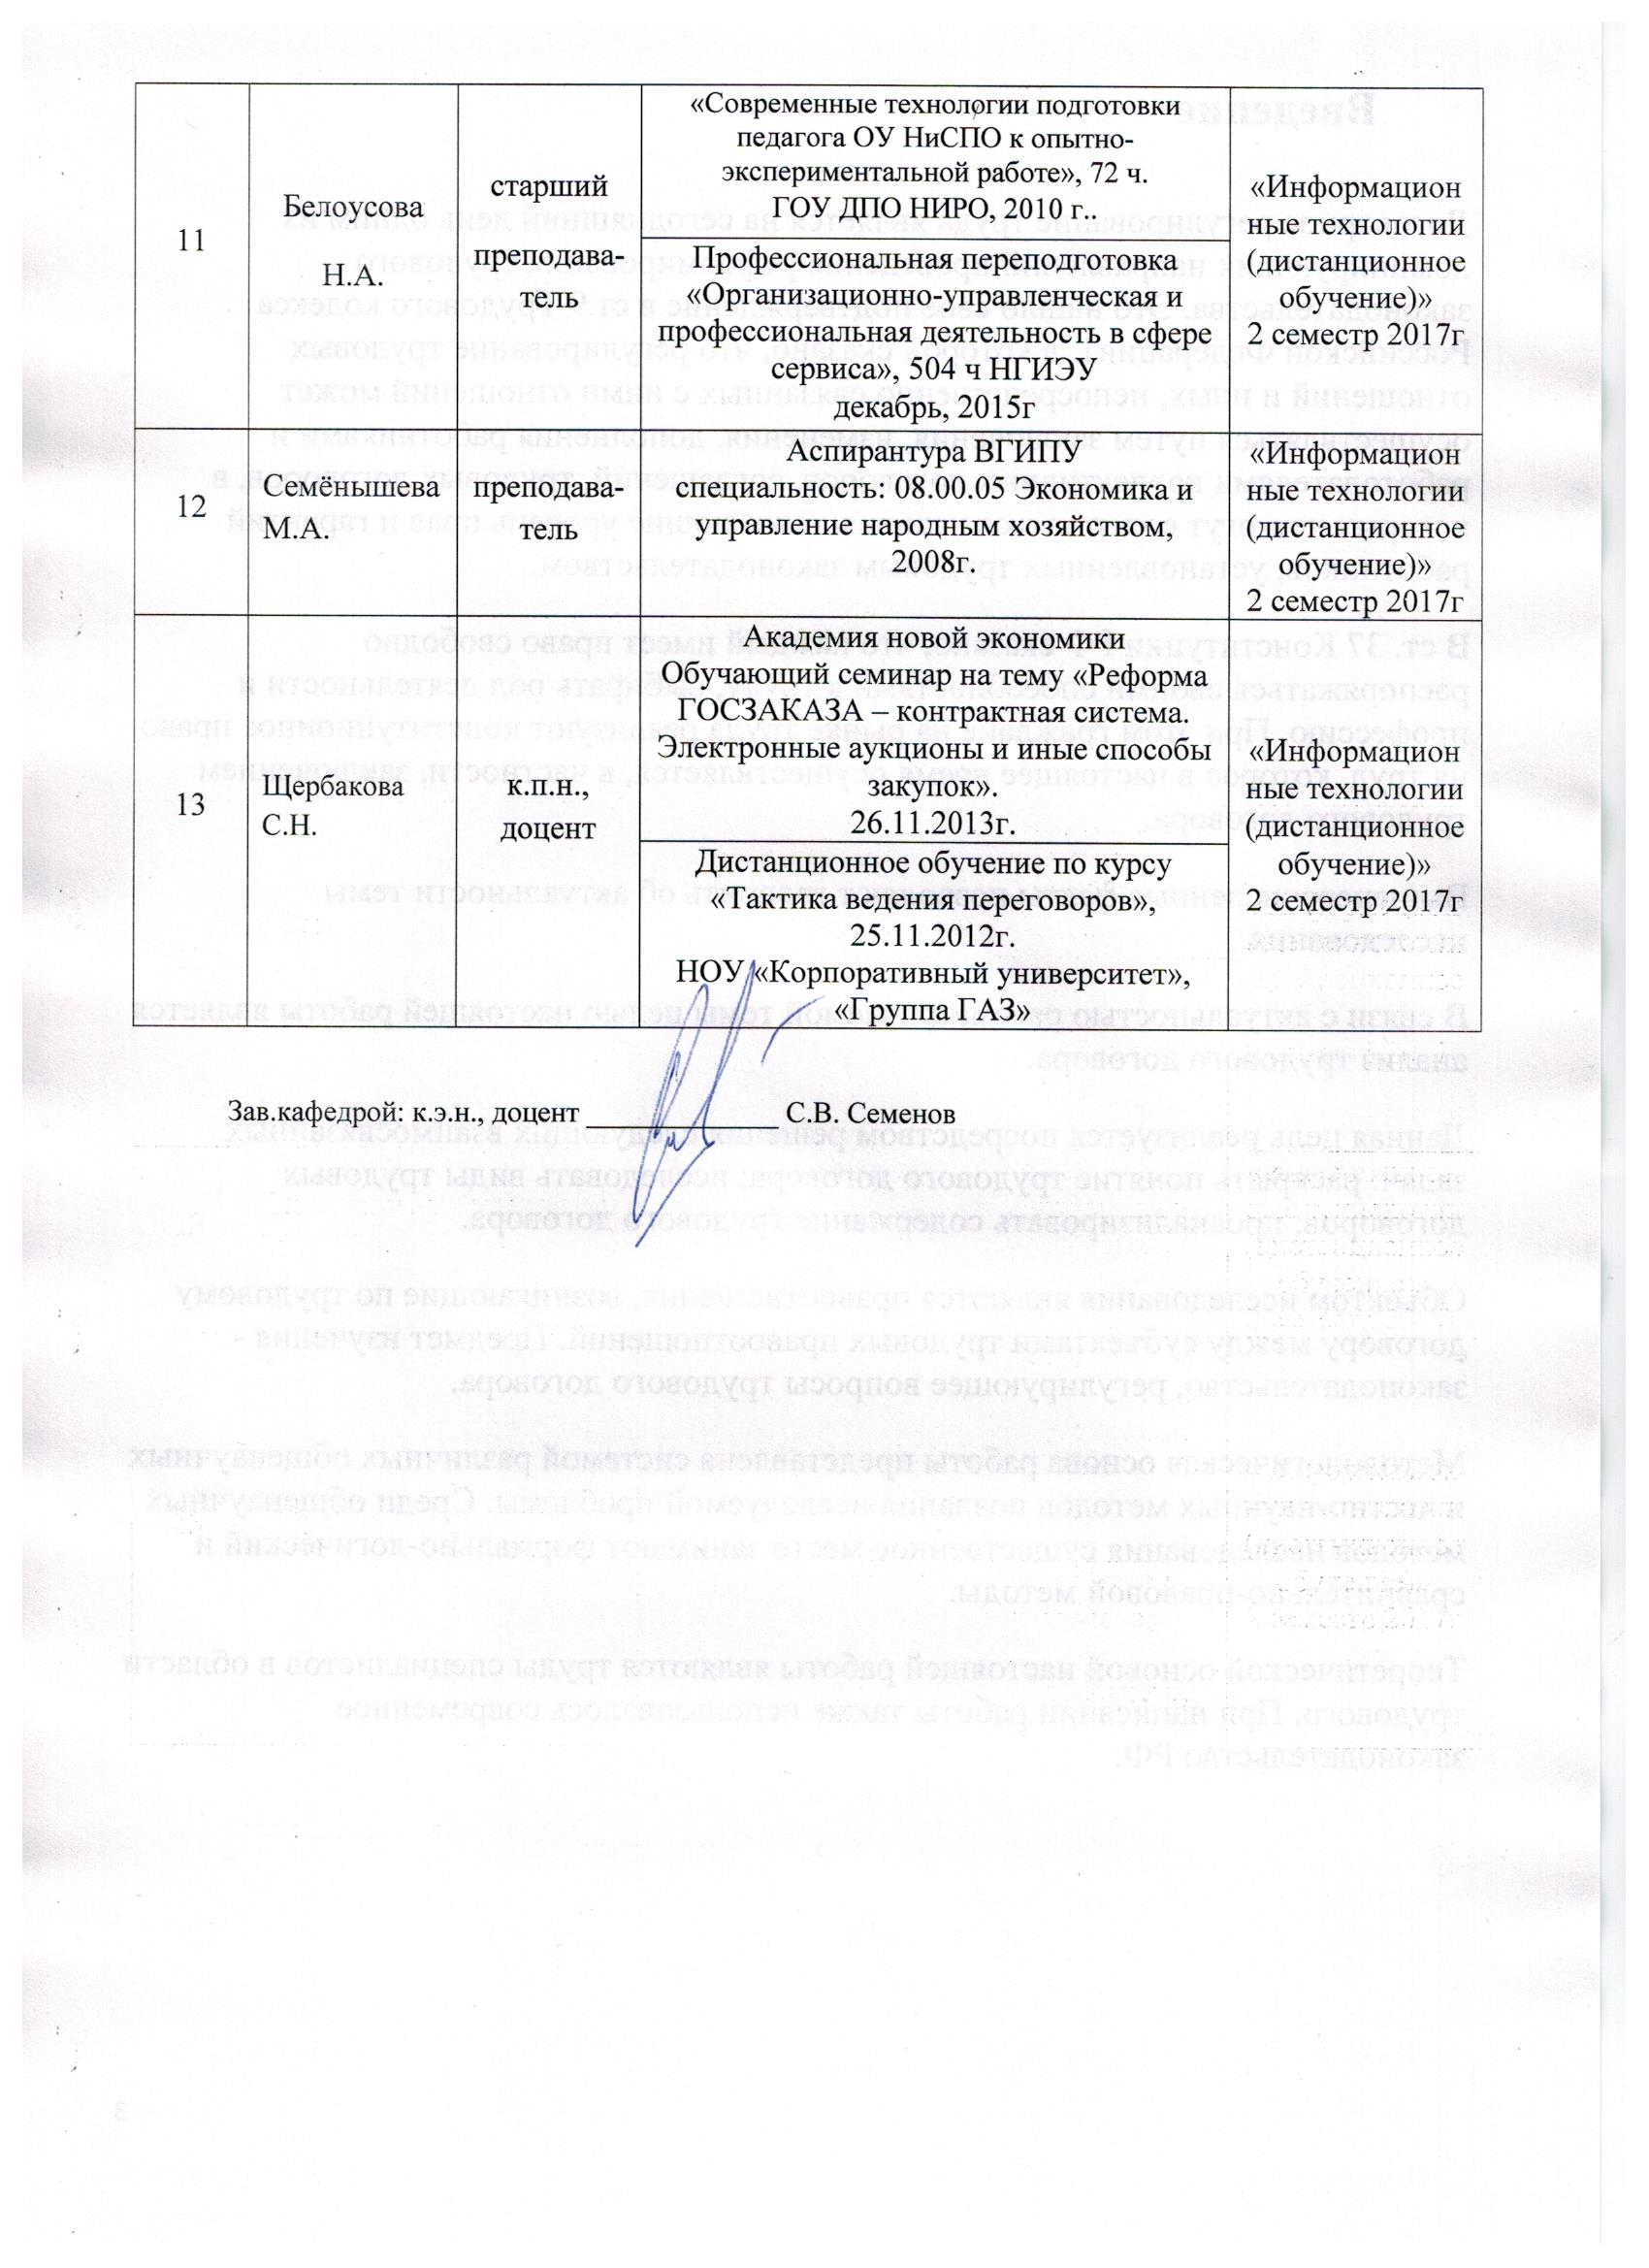 11
Белоусова
Н.А.
старший
преподава-
тель
«Современные технологии подготовки
педагога ОУ НиСПО к опытно-
экспериментальной работе», 72 ч.
ГОУ ДПО НИРО, 2010 г..
Профессиональная переподготовка
«Организационно-управленческая и
профессиональная деятельность в сфере
сервиса», 504 ч НГИЭУ
декабрь, 2015г
«Информацион
ные технологии
(дистанционное
обучение)»
2 семестр 2017г
12
Семёнышева
М.А.
преподава-
тель
Аспирантура ВГИПУ
специальность: 08.00.05 Экономика и
управление народным хозяйством,
2008г.
«Информацион
ные технологии
(дистанционное
обучение)»
2 семестр 2017г
13
Щербакова
С.Н.
к.п.н.,
доцент
Академия новой экономики
Обучающий семинар на тему «Реформа
ГОСЗАКАЗА – контрактная система.
Электронные аукционы и иные способы
закупок».
26.11.2013г.
Дистанционное обучение по курсу
«Тактика ведения переговоров»,
25.11.2012г.
НОУ «Корпоративный университет»,
«Группа ГАЗ»
«Информацион
ные технологии
(дистанционное
обучение)»
2 семестр 2017г
Зав.кафедрой: к.э.н., доцент _____________ С.В. Семенов